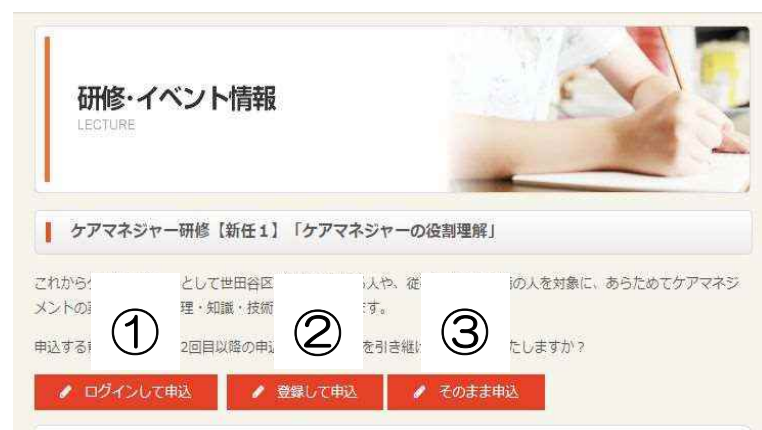 研修・イベント情報
LECTURE
ケアマネジャー研修【新任1】「ケアマネジャーの役割理解」
これから として世田谷区 人や、従 の人を対象に、あらためてケアマネジ
メントの 理・知識・技術 す。
申込する 2回目以降の申込 を引き継 たしますか？
① ② ③
ログインして申込 登録して申込 そのまま申込